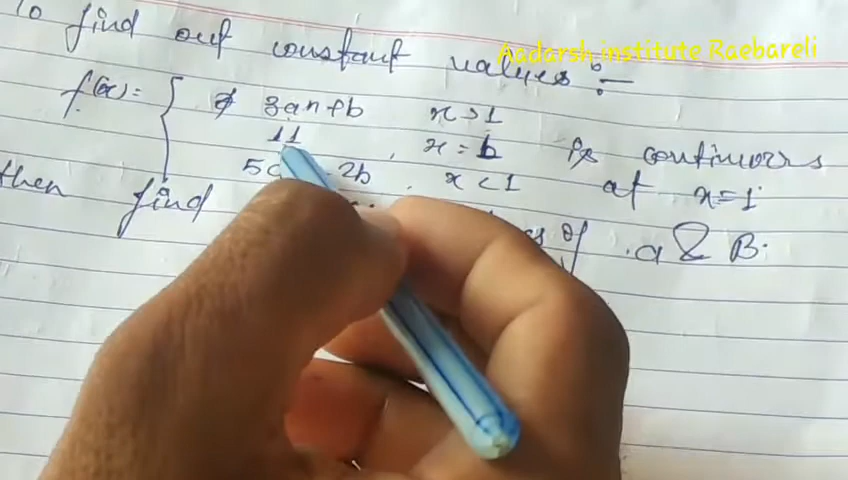 To find out constant values :-
Aadarsh institute Raebareli
f(x) = { 3ax+b x>1
11 , x = 1 is continuous
5 2b , x < 1 at x=1
then find of a & B.